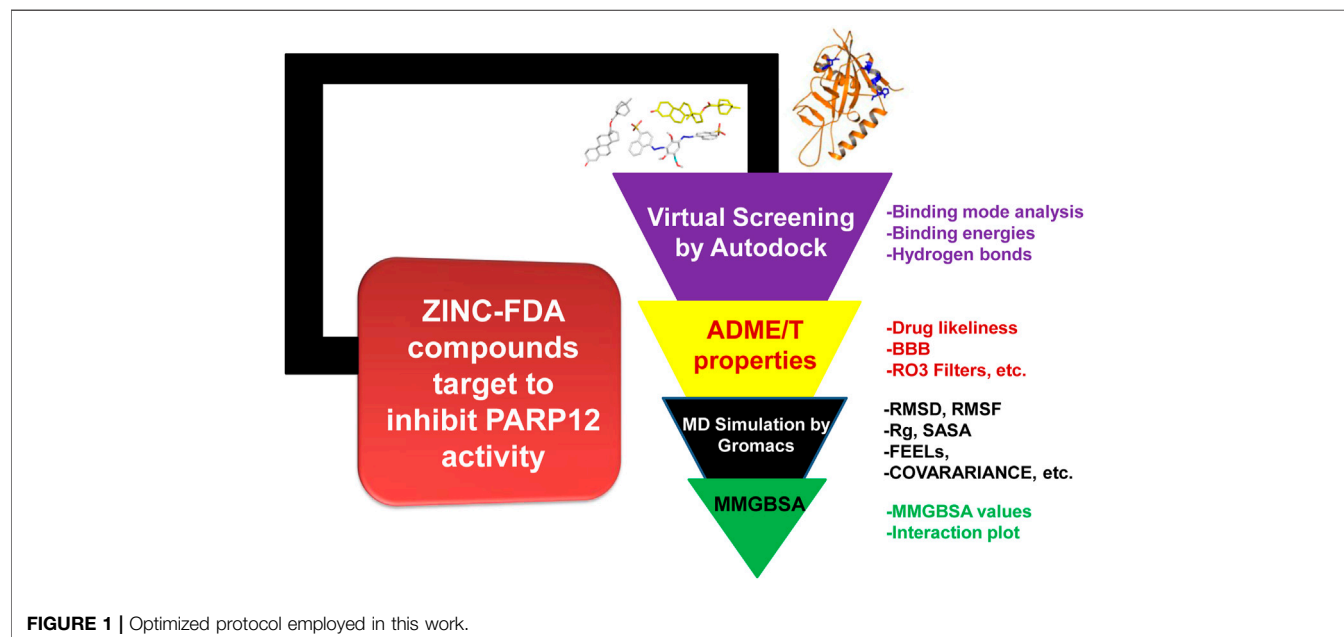 ZINC-FDA
compounds
target to
inhibit PARP12
activity
Virtual Screening
by Autodock
-Binding mode analysis
-Binding energies
-Hydrogen bonds
ADME/T
properties
-Drug likeliness
-BBB
-RO3 Filters, etc.
MD Simulation by
Gromacs
-RMSD, RMSF
-Rg, SASA
-FEELs,
-COVARARIANCE, etc.
MMGBSA
-MMGBSA values
-Interaction plot
FIGURE 1 | Optimized protocol employed in this work.